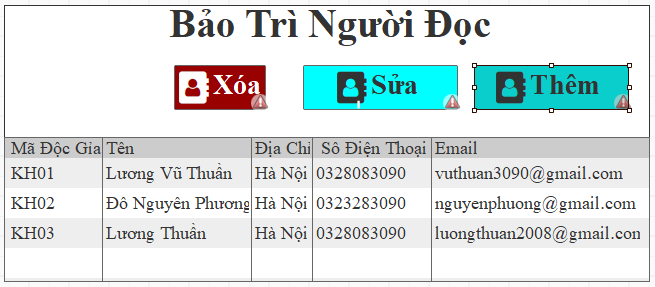 Bảo Trì Người Đọc
Xóa Sửa Thêm
Mã Độc Gia Tên Địa Chỉ Số Điện Thoại Email
KH01 Lương Vũ Thuần Hà Nội 0328083090 vuthuan3090@gmail.com
KH02 Đỗ Nguyên Phương Hà Nội 0323283090 nguyenphuong@gmail.com
KH03 Lương Thuần Hà Nội 0328083090 luongthuan2008@gmail.con